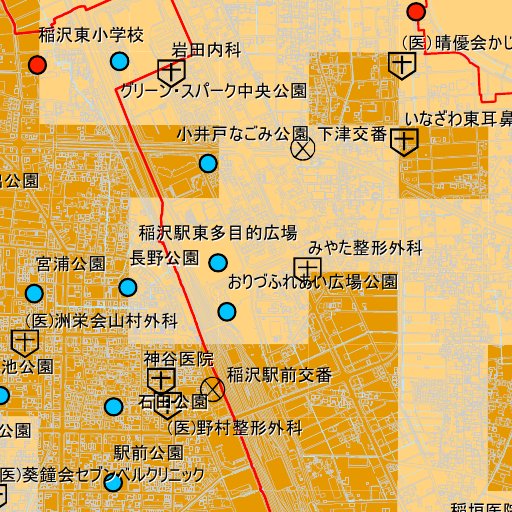 稲沢東小学校
(医)晴優会かじ
岩田内科
グリーン・スパーク中央公園
いなざわ東耳鼻
小井戸なごみ公園
下津交番
公園
稲沢駅東多目的広場
みやた整形外科
長野公園
宮浦公園
おりづふれあい広場公園
(医)洲栄会山村外科
神谷医院
池公園
稲沢駅前交番
石田公園
(医)野村整形外科
公園
駅前公園
医)葵鐘会セブンベルクリニック
稲垣医院